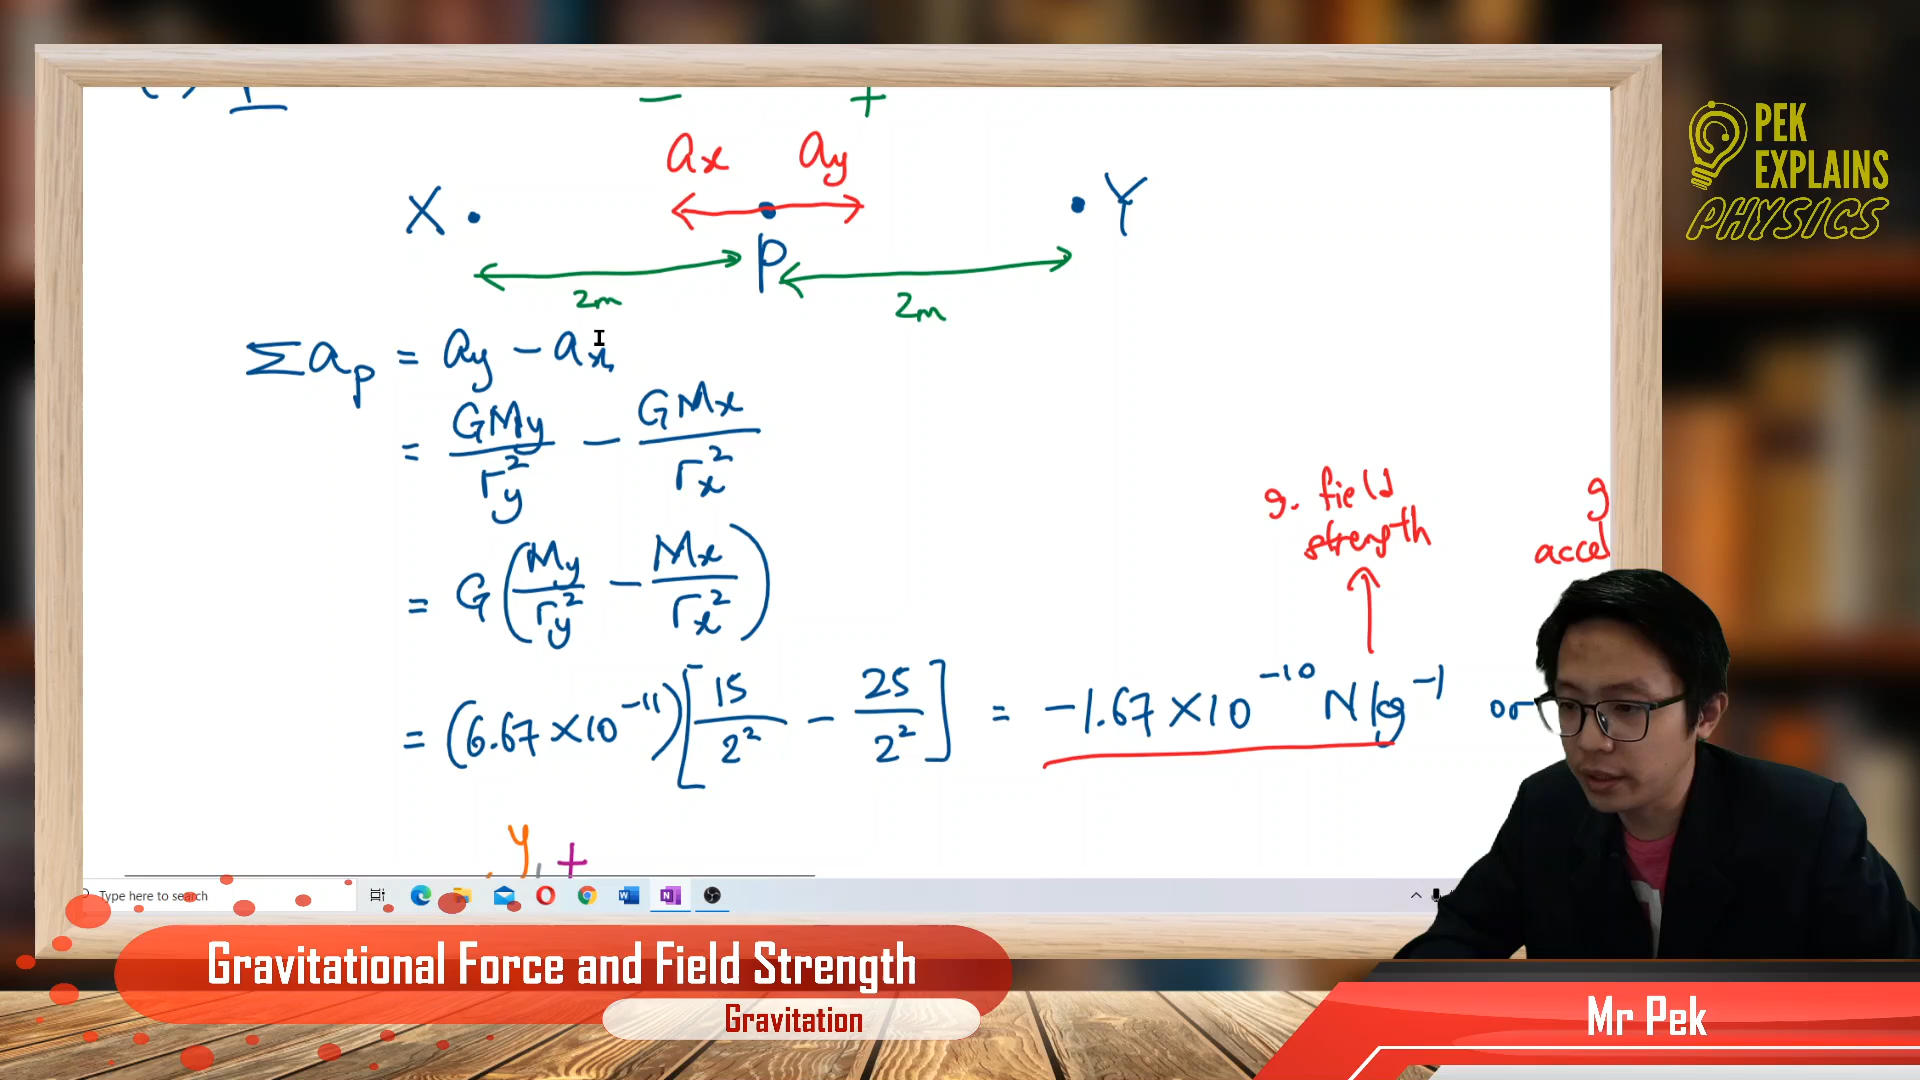 − +
ax ay
X Y
P
2m 2m
Σap = ay − ax
= GMy/ry² − GMx/rx²
= G(My/ry² − Mx/rx²)
g. field strength
g
accel
= (6.67 × 10⁻¹¹)[15/2² − 25/2²] = −1.67 × 10⁻¹⁰ N kg⁻¹ or
y, +
Type here to search
PEK
EXPLAINS
PHYSICS
Gravitational Force and Field Strength
Gravitation
Mr Pek